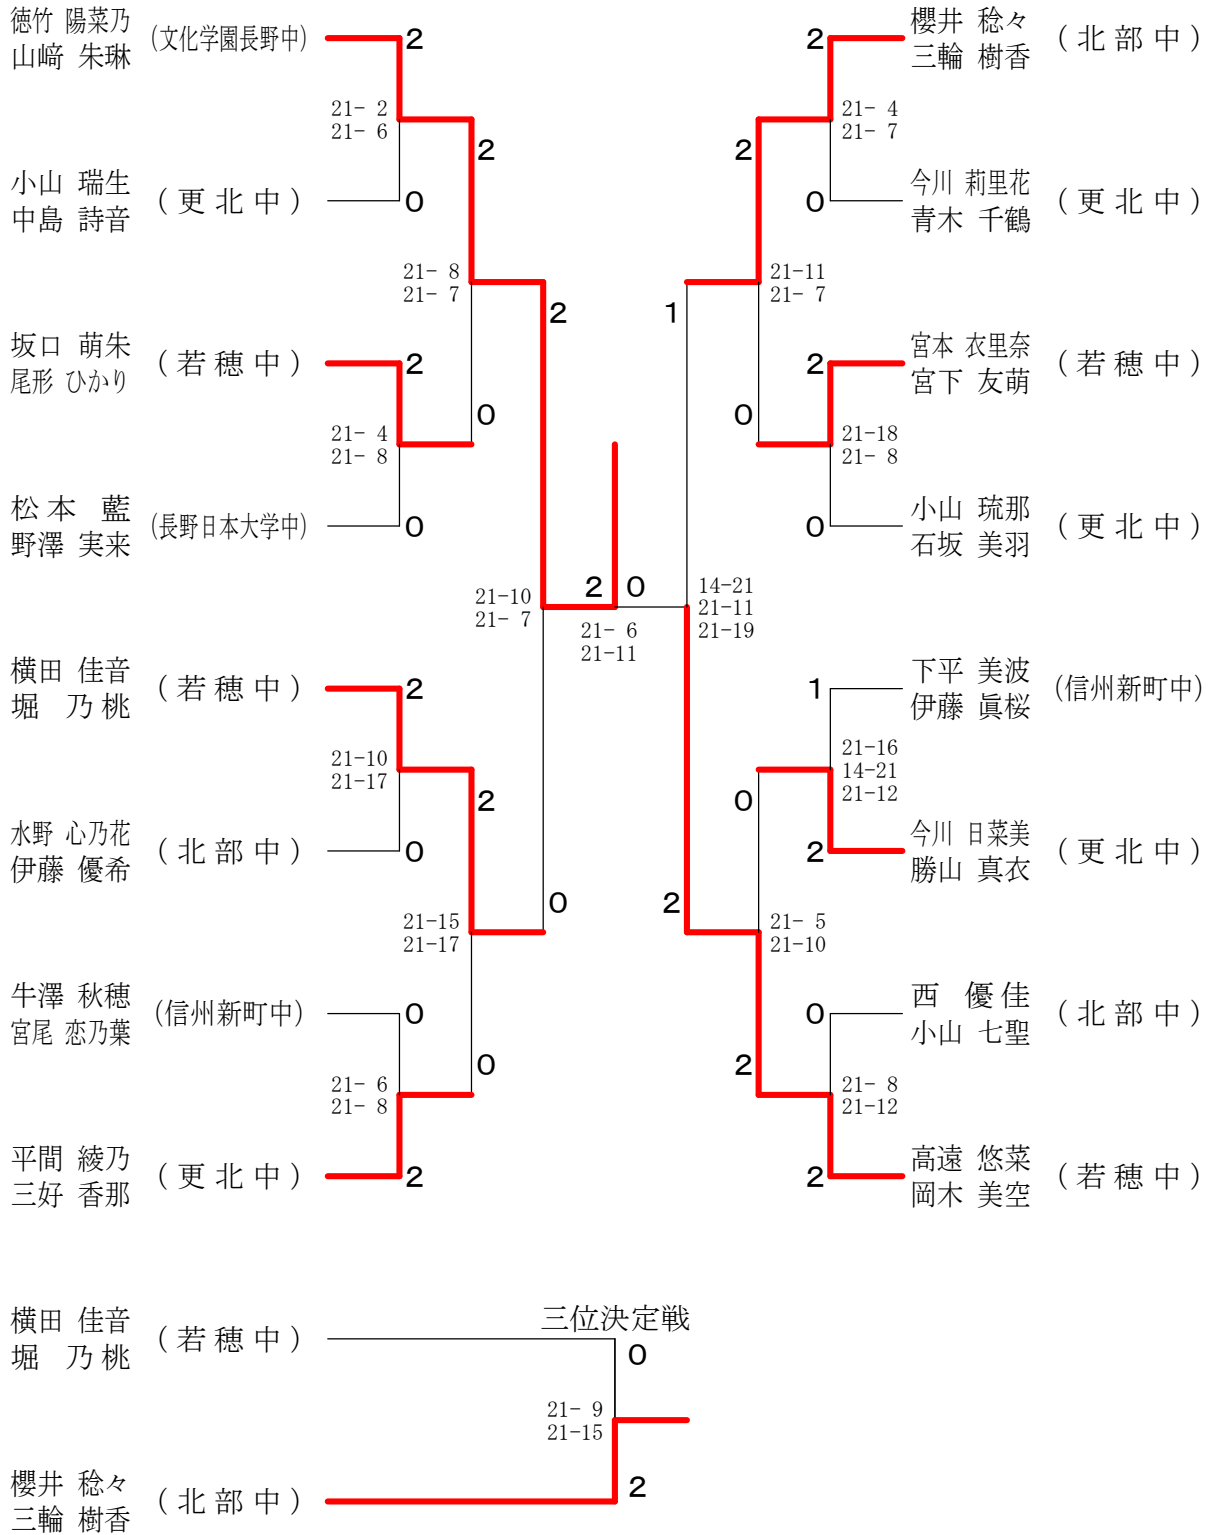 徳竹 陽菜乃
山﨑 朱琳
(文化学園長野中)
2
21- 2
21- 6
2
小山 瑞生
中島 詩音
(更北中)
0
21- 8
21- 7
2
坂口 萌朱
尾形 ひかり
(若穂中)
2
0
21- 4
21- 8
松本 藍
野澤 実来
(長野日本大学中)
0
21-10
21- 7
横田 佳音
堀 乃桃
(若穂中)
2
21-10
21-17
2
水野 心乃花
伊藤 優希
(北部中)
0
0
21-15
21-17
牛澤 秋穂
宮尾 恋乃葉
(信州新町中)
0
0
21- 6
21- 8
平間 綾乃
三好 香那
(更北中)
2
2 0
21- 6
21-11
櫻井 稔々
三輪 樹香
(北部中)
2
21- 4
21- 7
2
今川 莉里花
青木 千鶴
(更北中)
0
21-11
21- 7
1
宮本 衣里奈
宮下 友萌
(若穂中)
2
0
21-18
21- 8
小山 琉那
石坂 美羽
(更北中)
0
14-21
21-11
21-19
下平 美波
伊藤 眞桜
(信州新町中)
1
21-16
14-21
21-12
0
今川 日菜美
勝山 真衣
(更北中)
2
2
21- 5
21-10
西 優佳
小山 七聖
(北部中)
0
2
21- 8
21-12
高遠 悠菜
岡木 美空
(若穂中)
2
三位決定戦
横田 佳音
堀 乃桃
(若穂中)
0
21- 9
21-15
櫻井 稔々
三輪 樹香
(北部中)
2